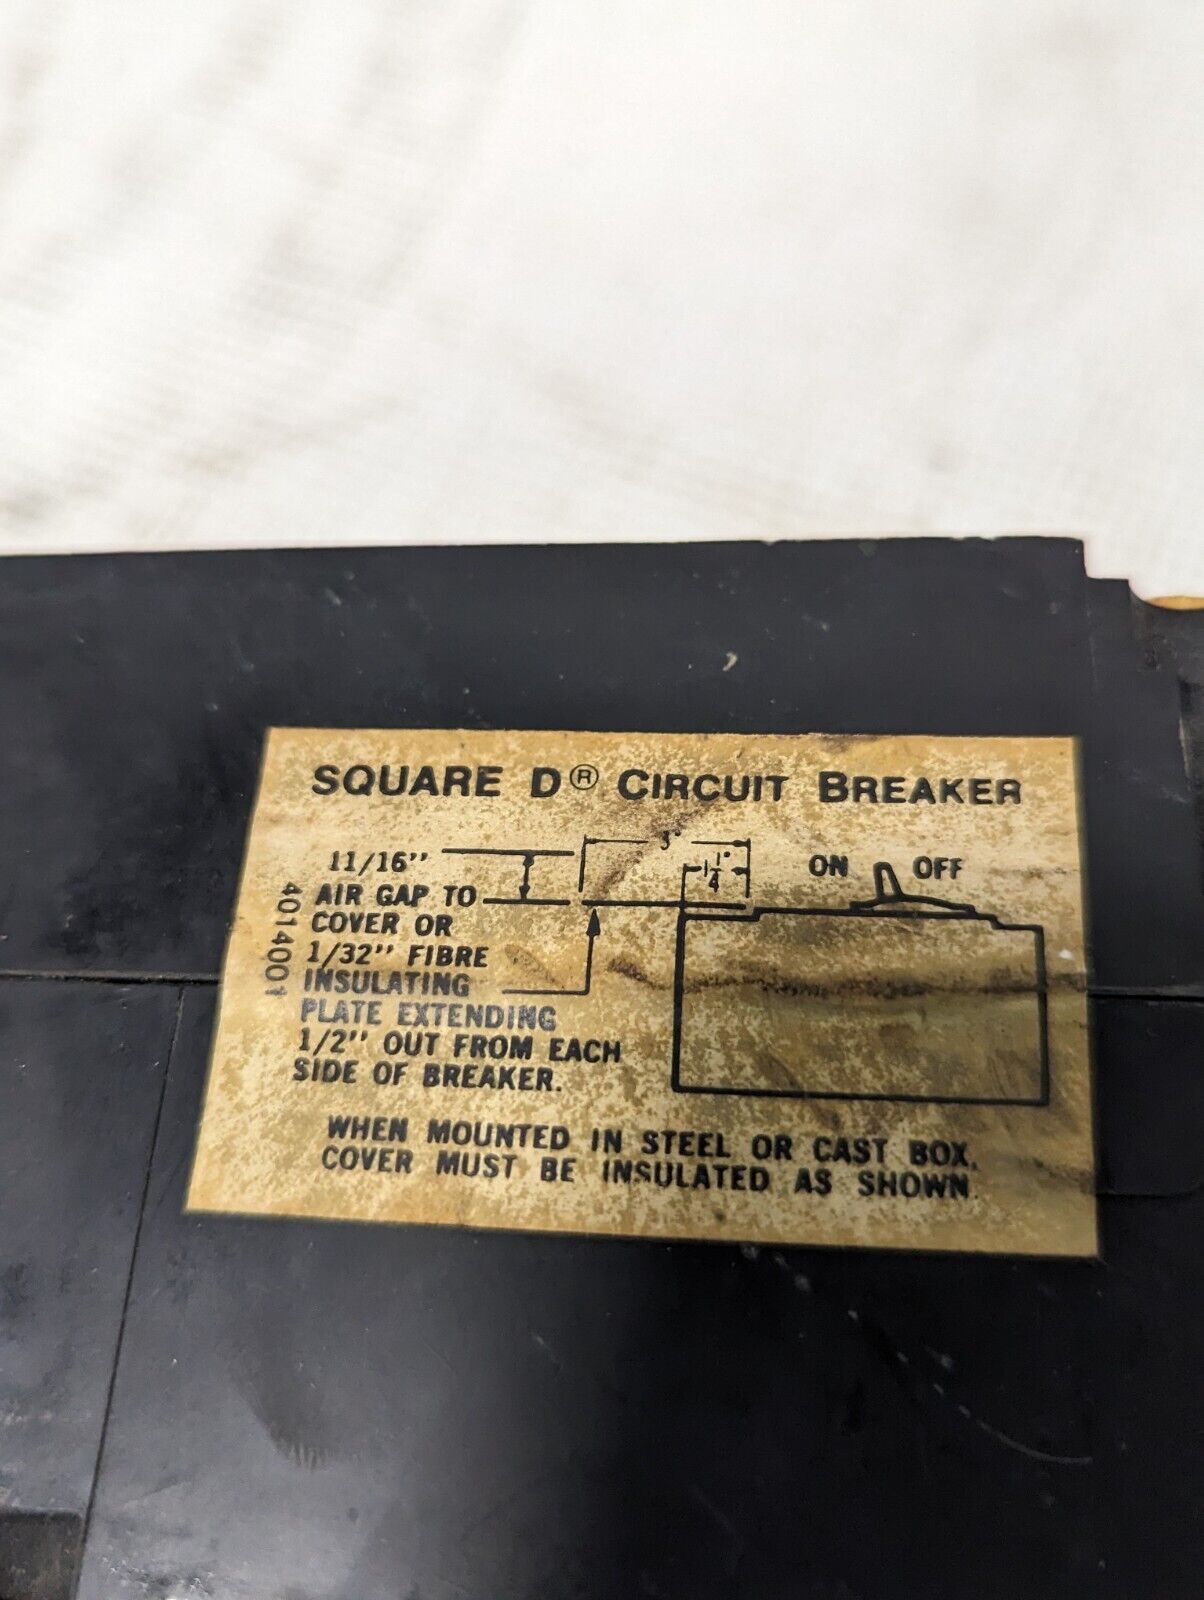 SQUARE D® CIRCUIT BREAKER
11/16"
AIR GAP TO
COVER OR
1/32" FIBRE
INSULATING
PLATE EXTENDING
1/2" OUT FROM EACH
SIDE OF BREAKER.
4014001
3"
1 1/4"
ON OFF
WHEN MOUNTED IN STEEL OR CAST BOX,
COVER MUST BE INSULATED AS SHOWN.